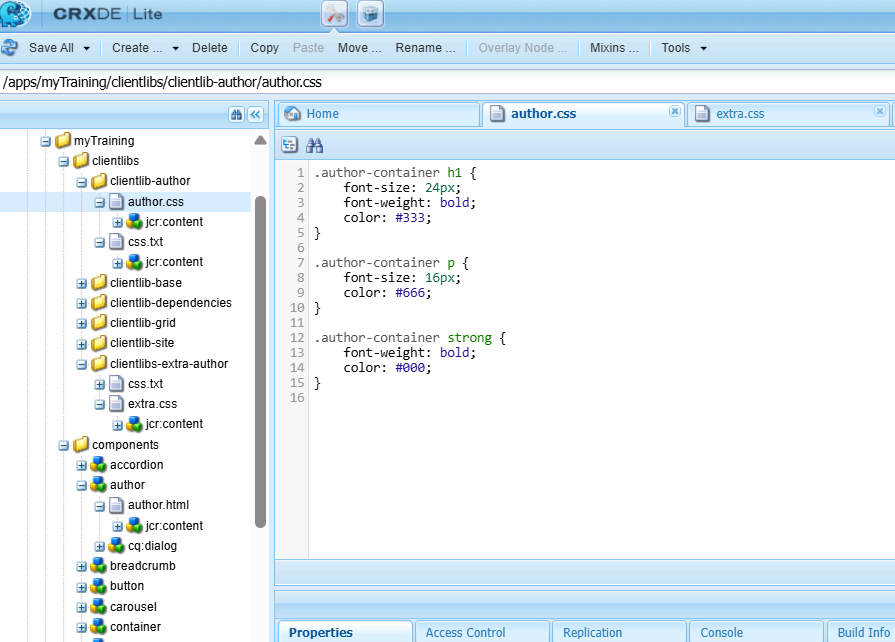 CRXDE | Lite
Save All Create ... Delete Copy Paste Move ... Rename ... Overlay Node ... Mixins ... Tools
/apps/myTraining/clientlibs/clientlib-author/author.css
Home author.css extra.css
myTraining
clientlibs
clientlib-author
author.css
jcr:content
css.txt
jcr:content
clientlib-base
clientlib-dependencies
clientlib-grid
clientlib-site
clientlibs-extra-author
css.txt
extra.css
jcr:content
components
accordion
author
author.html
jcr:content
cq:dialog
breadcrumb
button
carousel
container
1 .author-container h1 {
2 font-size: 24px;
3 font-weight: bold;
4 color: #333;
5 }
6
7 .author-container p {
8 font-size: 16px;
9 color: #666;
10 }
11
12 .author-container strong {
13 font-weight: bold;
14 color: #000;
15 }
16
Properties Access Control Replication Console Build Info